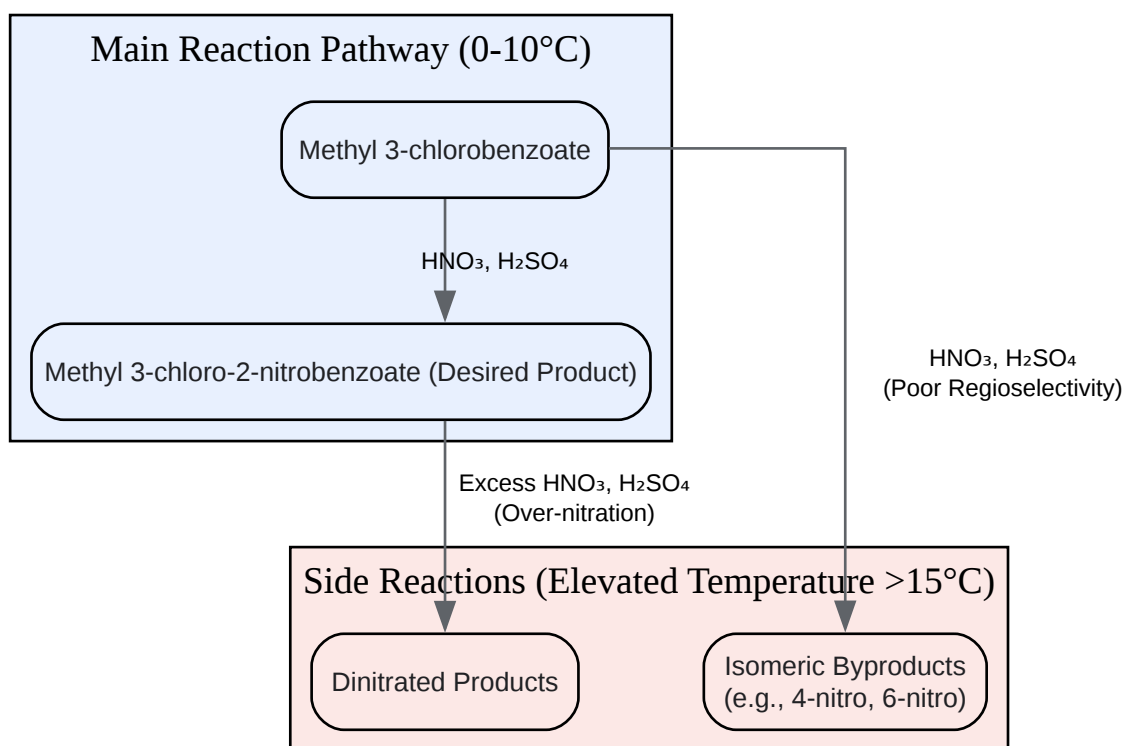 Main Reaction Pathway (0-10°C)
Methyl 3-chlorobenzoate
HNO₃, H₂SO₄
Methyl 3-chloro-2-nitrobenzoate (Desired Product)
HNO₃, H₂SO₄
(Poor Regioselectivity)
Excess HNO₃, H₂SO₄
(Over-nitration)
Side Reactions (Elevated Temperature >15°C)
Dinitrated Products
Isomeric Byproducts
(e.g., 4-nitro, 6-nitro)